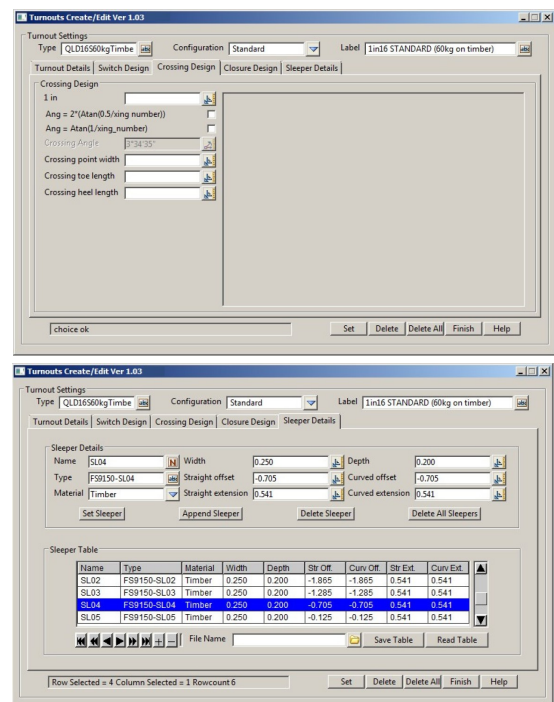 Turnouts Create/Edit Ver 1.03
Turnout Settings
Type QLD16S60kgTimbe abc Configuration Standard Label 1in16 STANDARD (60kg on timber) abc
Turnout Details Switch Design Crossing Design Closure Design Sleeper Details
Crossing Design
1 in
Ang = 2*(Atan(0.5/xing number))
Ang = Atan(1/xing_number)
Crossing Angle 3°34'35"
Crossing point width
Crossing toe length
Crossing heel length
choice ok Set Delete Delete All Finish Help
Turnouts Create/Edit Ver 1.03
Turnout Settings
Type QLD16S60kgTimbe abc Configuration Standard Label 1in16 STANDARD (60kg on timber) abc
Turnout Details Switch Design Crossing Design Closure Design Sleeper Details
Sleeper Details
Name SL04 N Width 0.250 Depth 0.200
Type FS9150-SL04 abc Straight offset -0.705 Curved offset -0.705
Material Timber Straight extension 0.541 Curved extension 0.541
Set Sleeper Append Sleeper Delete Sleeper Delete All Sleepers
Sleeper Table
Name Type Material Width Depth Str Off. Curv Off. Str Ext. Curv Ext.
SL02 FS9150-SL02 Timber 0.250 0.200 -1.865 -1.865 0.541 0.541
SL03 FS9150-SL03 Timber 0.250 0.200 -1.285 -1.285 0.541 0.541
SL04 FS9150-SL04 Timber 0.250 0.200 -0.705 -0.705 0.541 0.541
SL05 FS9150-SL05 Timber 0.250 0.200 -0.125 -0.125 0.541 0.541
+ - File Name Save Table Read Table
Row Selected = 4 Column Selected = 1 Rowcount 6 Set Delete Delete All Finish Help